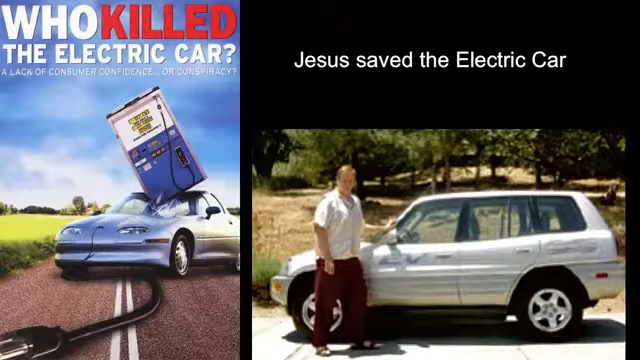 WHO KILLED
THE ELECTRIC CAR?
A LACK OF CONSUMER CONFIDENCE... OR CONSPIRACY?
Jesus saved the Electric Car